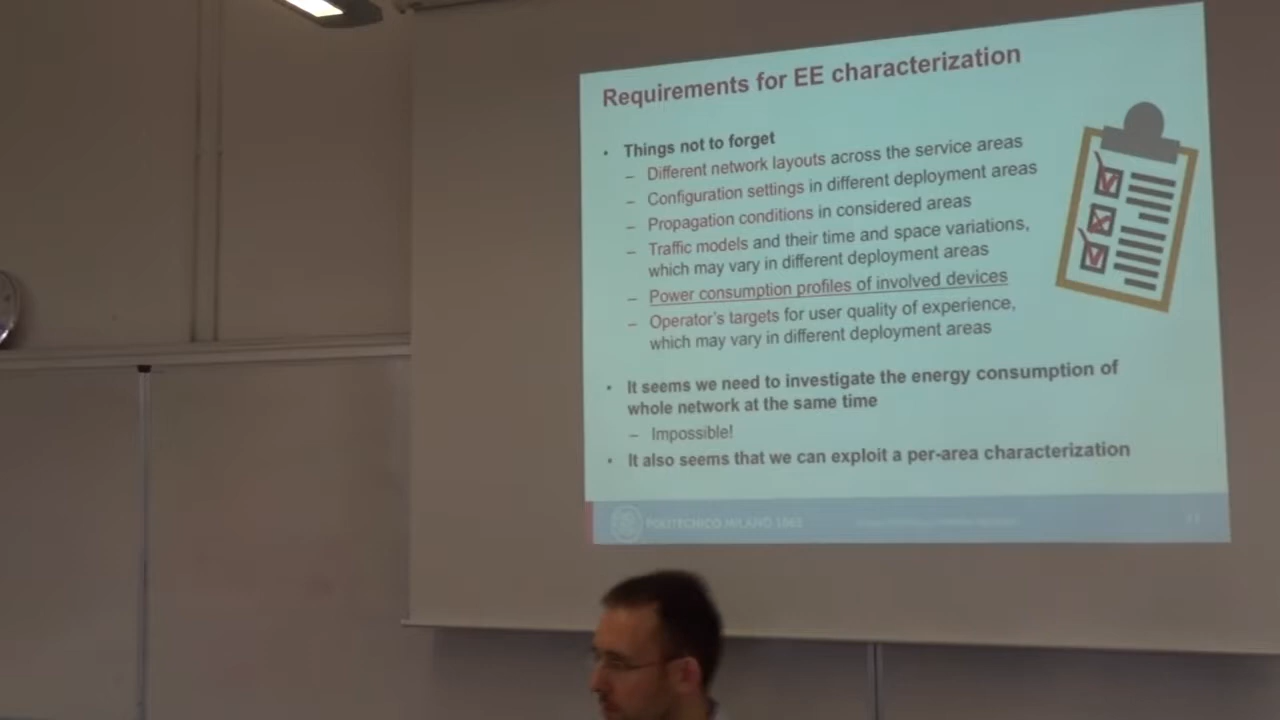 Requirements for EE characterization
• Things not to forget
– Different network layouts across the service areas
– Configuration settings in different deployment areas
– Propagation conditions in considered areas
– Traffic models and their time and space variations,
which may vary in different deployment areas
– Power consumption profiles of involved devices
– Operator's targets for user quality of experience,
which may vary in different deployment areas
• It seems we need to investigate the energy consumption of
whole network at the same time
– Impossible!
• It also seems that we can exploit a per-area characterization
POLITECNICO MILANO 1863